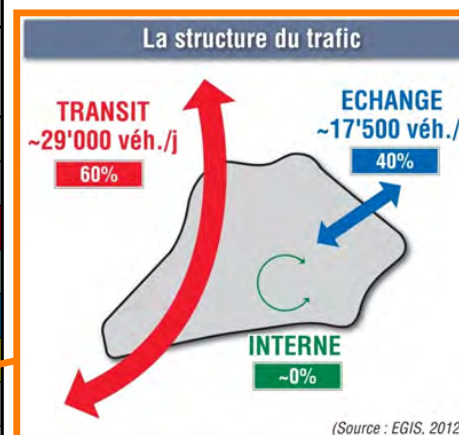 La structure du trafic
TRANSIT
~29'000 véh./j
60%
ECHANGE
~17'500 véh./
40%
INTERNE
~0%
(Source : EGIS, 2012